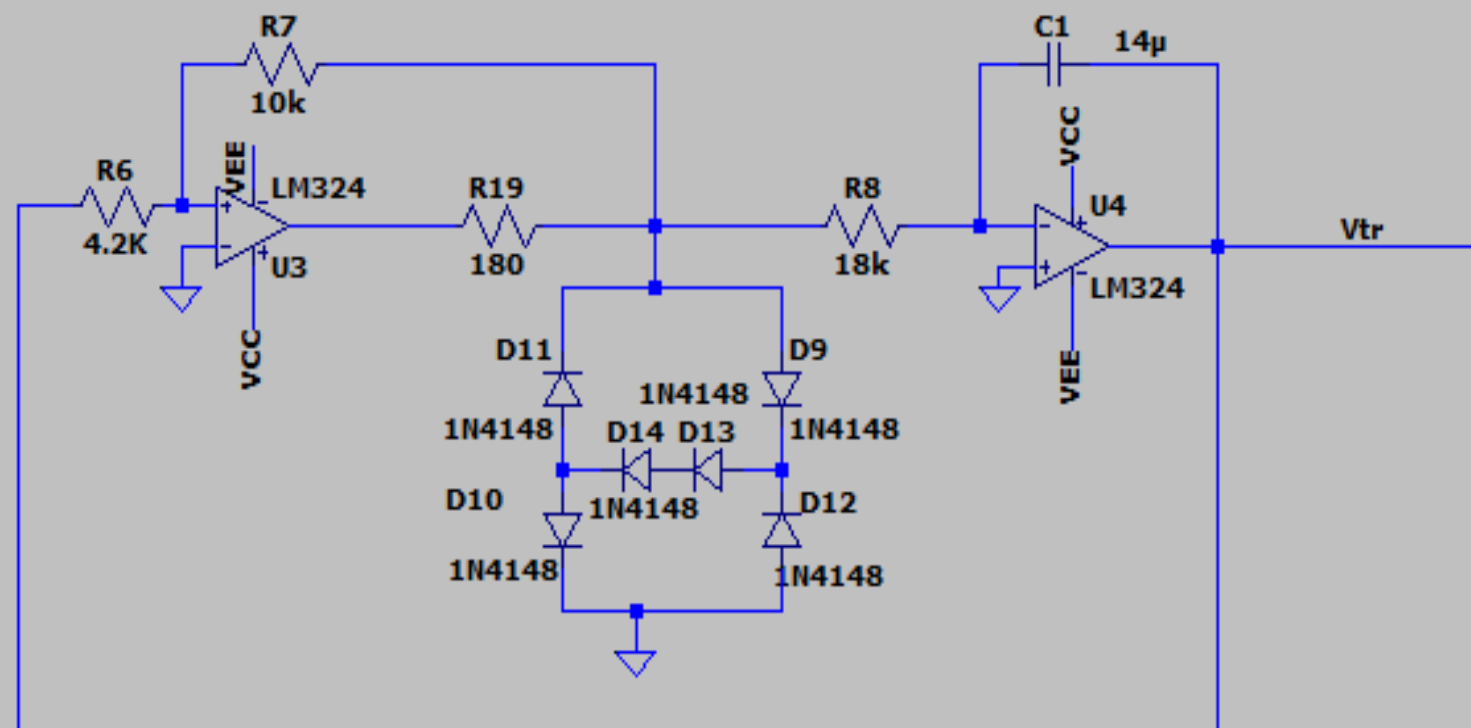 R7
10k
C1
14µ
VEE
VCC
R6
4.2K
LM324
+
-
-
+
U3
VCC
R19
180
R8
18k
U4
-
+
+
-
LM324
VEE
Vtr
D11
1N4148
D9
1N4148
1N4148
D14
D13
1N4148
D10
1N4148
D12
1N4148